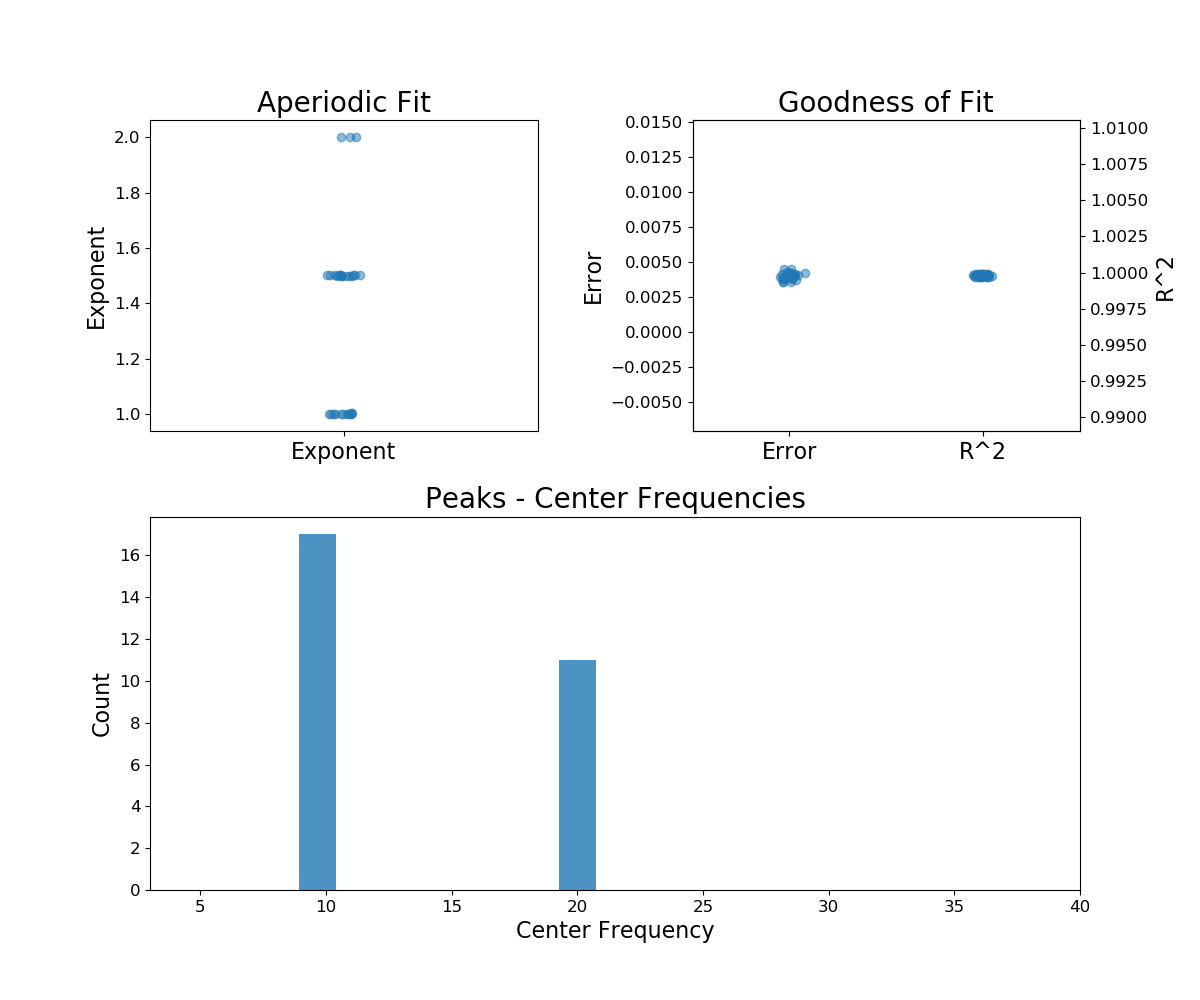 Aperiodic Fit
2.0
1.8
1.6
1.4
1.2
1.0
Exponent
Exponent
Goodness of Fit
0.0150
0.0125
0.0100
0.0075
0.0050
0.0025
0.0000
−0.0025
−0.0050
Error
Error
R^2
1.0100
1.0075
1.0050
1.0025
1.0000
0.9975
0.9950
0.9925
0.9900
R^2
Peaks - Center Frequencies
16
14
12
10
8
6
4
2
0
Count
5 10 15 20 25 30 35 40
Center Frequency